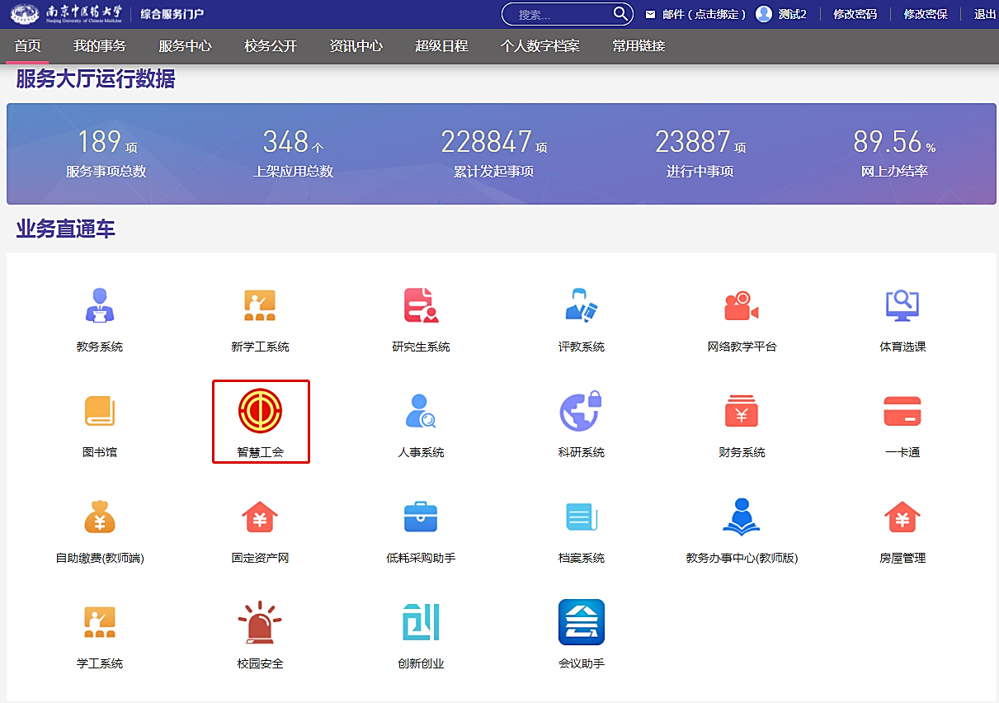 南京中医药大学 综合服务门户 搜索... 邮件 ( 点击绑定 ) 测试2 修改密码 修改密保 退出
Nanjing University of Chinese Medicine
首页 我的事务 服务中心 校务公开 资讯中心 超级日程 个人数字档案 常用链接
服务大厅运行数据
189 项 348 个 228847 项 23887 项 89.56 %
服务事项总数 上架应用总数 累计发起事项 进行中事项 网上办结率
业务直通车
教务系统 新学工系统 研究生系统 评教系统 网络教学平台 体育选课
图书馆 智慧工会 人事系统 科研系统 财务系统 一卡通
自助缴费(教师端) 固定资产网 低耗采购助手 档案系统 教务办事中心(教师版) 房屋管理
学工系统 校园安全 创新创业 会议助手